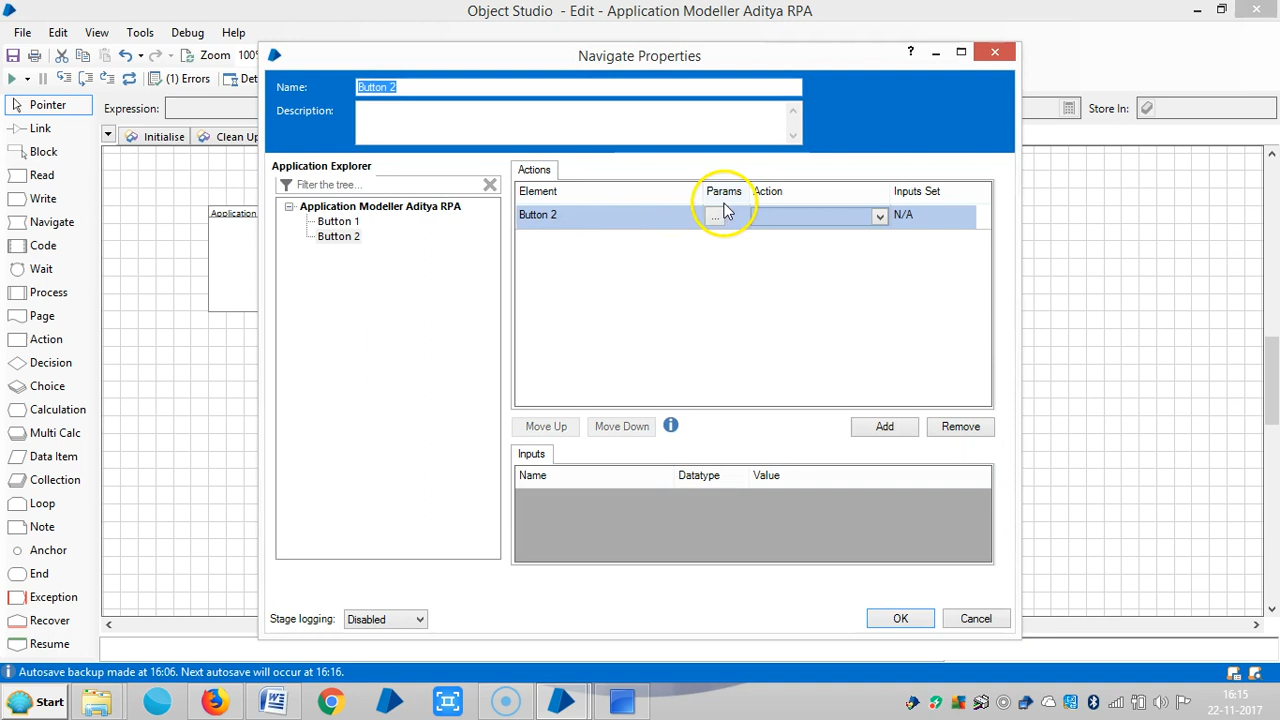 Object Studio - Edit - Application Modeller Aditya RPA
File Edit View Tools Debug Help
Zoom 100%
(1) Errors
Expression:
Store In:
Initialise
Clean Up
Pointer
Link
Block
Read
Write
Navigate
Code
Wait
Process
Page
Action
Decision
Choice
Calculation
Multi Calc
Data Item
Collection
Loop
Note
Anchor
End
Exception
Recover
Resume
Application
Navigate Properties
?
Name: Button 2
Description:
Application Explorer
Filter the tree...
Application Modeller Aditya RPA
Button 1
Button 2
Actions
Element Params Action Inputs Set
Button 2 ... N/A
Move Up Move Down Add Remove
Inputs
Name Datatype Value
Stage logging: Disabled
OK Cancel
Autosave backup made at 16:06. Next autosave will occur at 16:16.
Start
16:15
22-11-2017